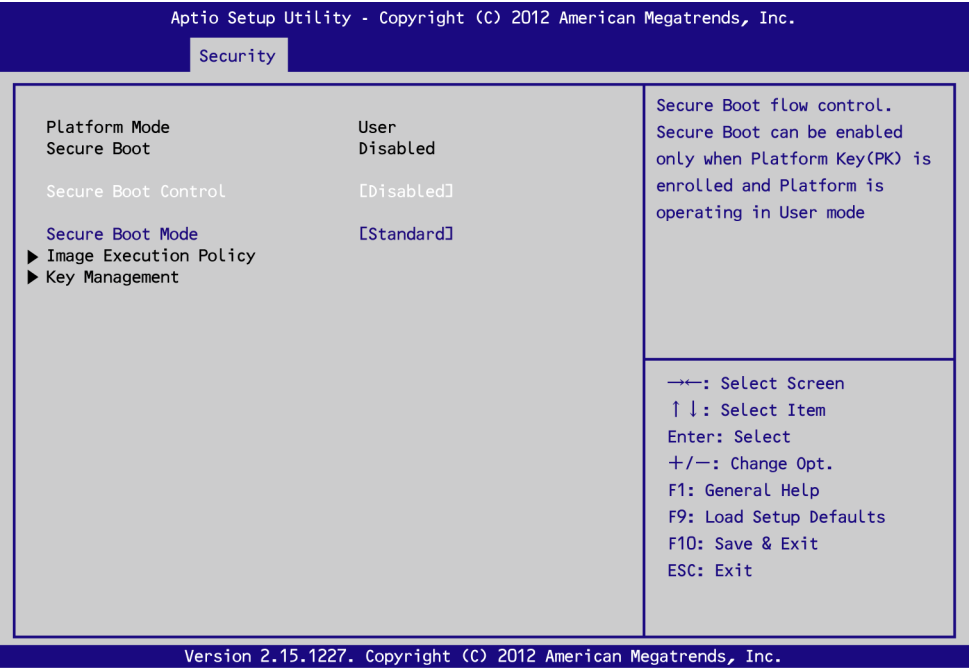 Aptio Setup Utility - Copyright (C) 2012 American Megatrends, Inc.
Security
Platform Mode User
Secure Boot Disabled
Secure Boot Control [Disabled]
Secure Boot Mode [Standard]
▶ Image Execution Policy
▶ Key Management
Secure Boot flow control.
Secure Boot can be enabled
only when Platform Key(PK) is
enrolled and Platform is
operating in User mode
→←: Select Screen
↑↓: Select Item
Enter: Select
+/−: Change Opt.
F1: General Help
F9: Load Setup Defaults
F10: Save & Exit
ESC: Exit
Version 2.15.1227. Copyright (C) 2012 American Megatrends, Inc.